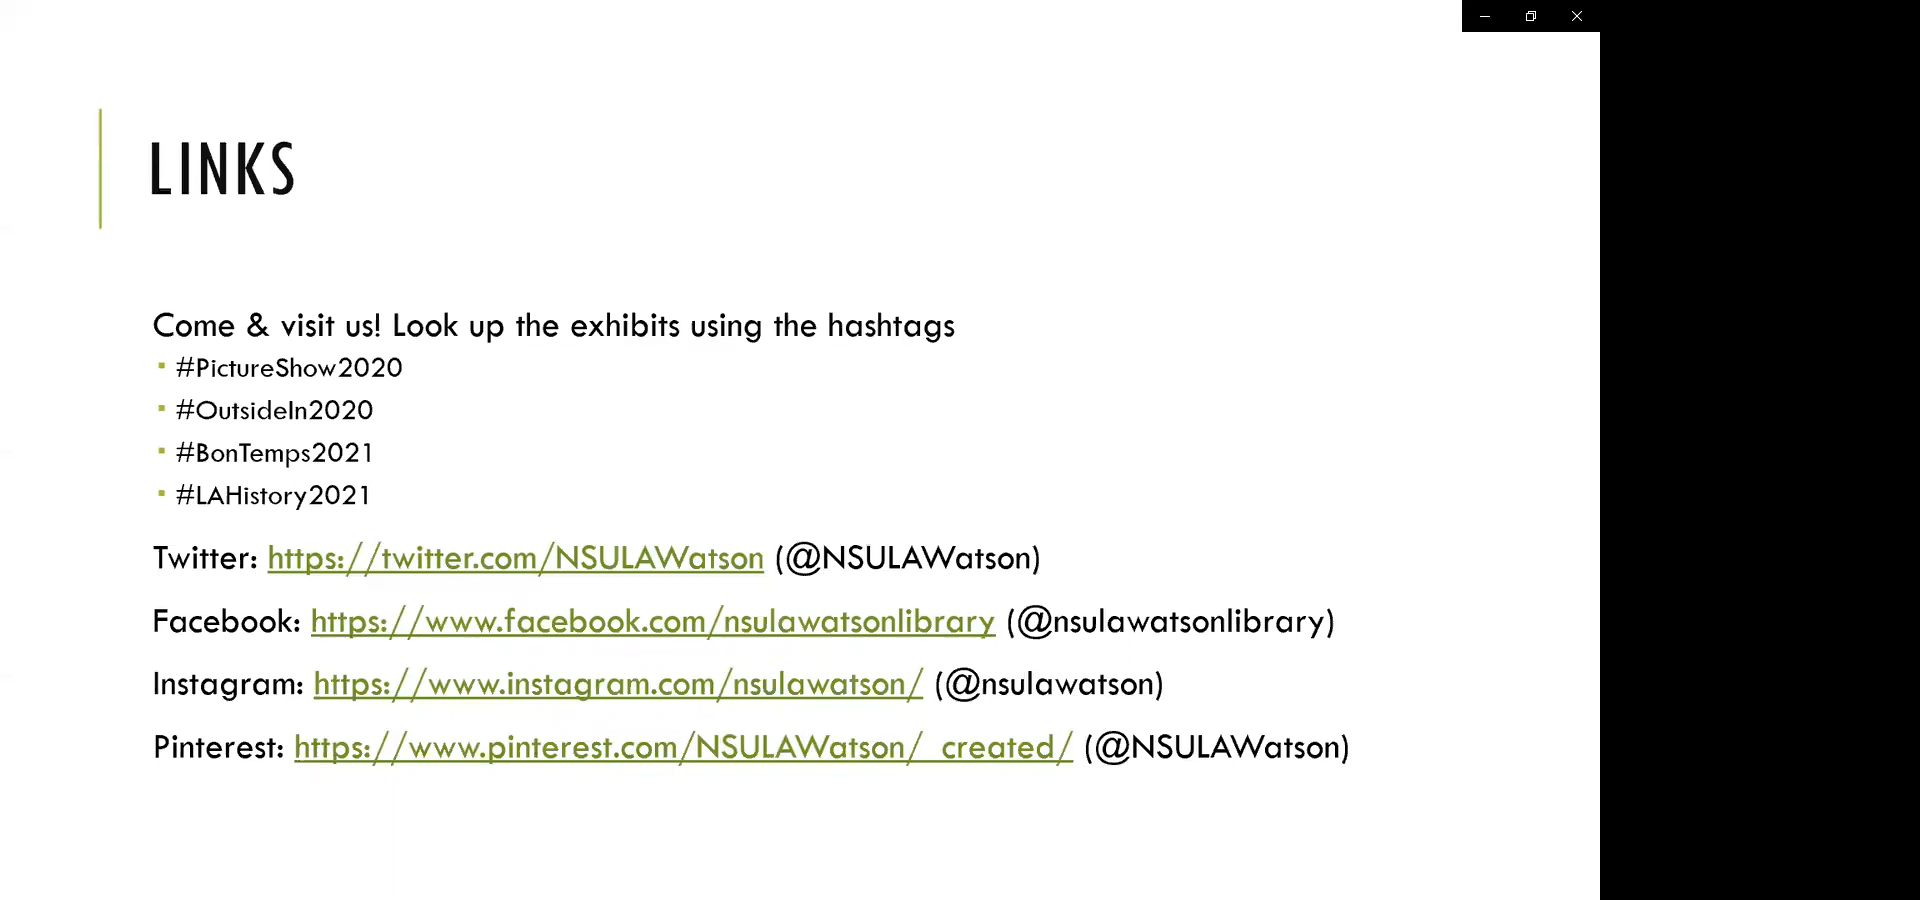 LINKS
Come & visit us! Look up the exhibits using the hashtags
#PictureShow2020
#OutsideIn2020
#BonTemps2021
#LAHistory2021
Twitter: https://twitter.com/NSULAWatson (@NSULAWatson)
Facebook: https://www.facebook.com/nsulawatsonlibrary (@nsulawatsonlibrary)
Instagram: https://www.instagram.com/nsulawatson/ (@nsulawatson)
Pinterest: https://www.pinterest.com/NSULAWatson/_created/ (@NSULAWatson)